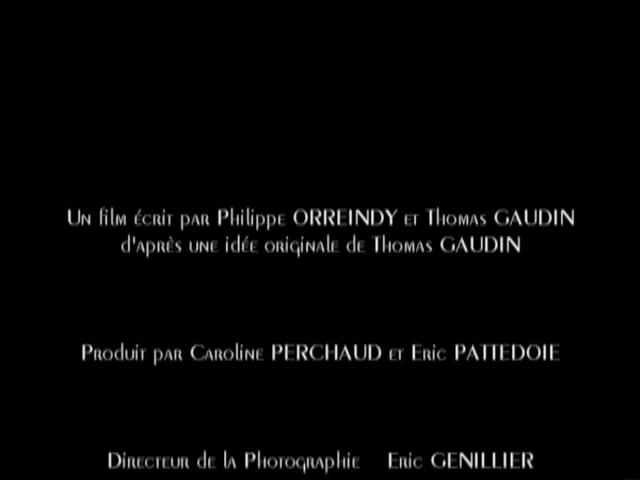 Un film écrit par Philippe ORREINDY et Thomas GAUDIN
d'après une idée originale de Thomas GAUDIN
Produit par Caroline PERCHAUD et Eric PATTEDOIE
Directeur de la Photographie Eric GENILLIER